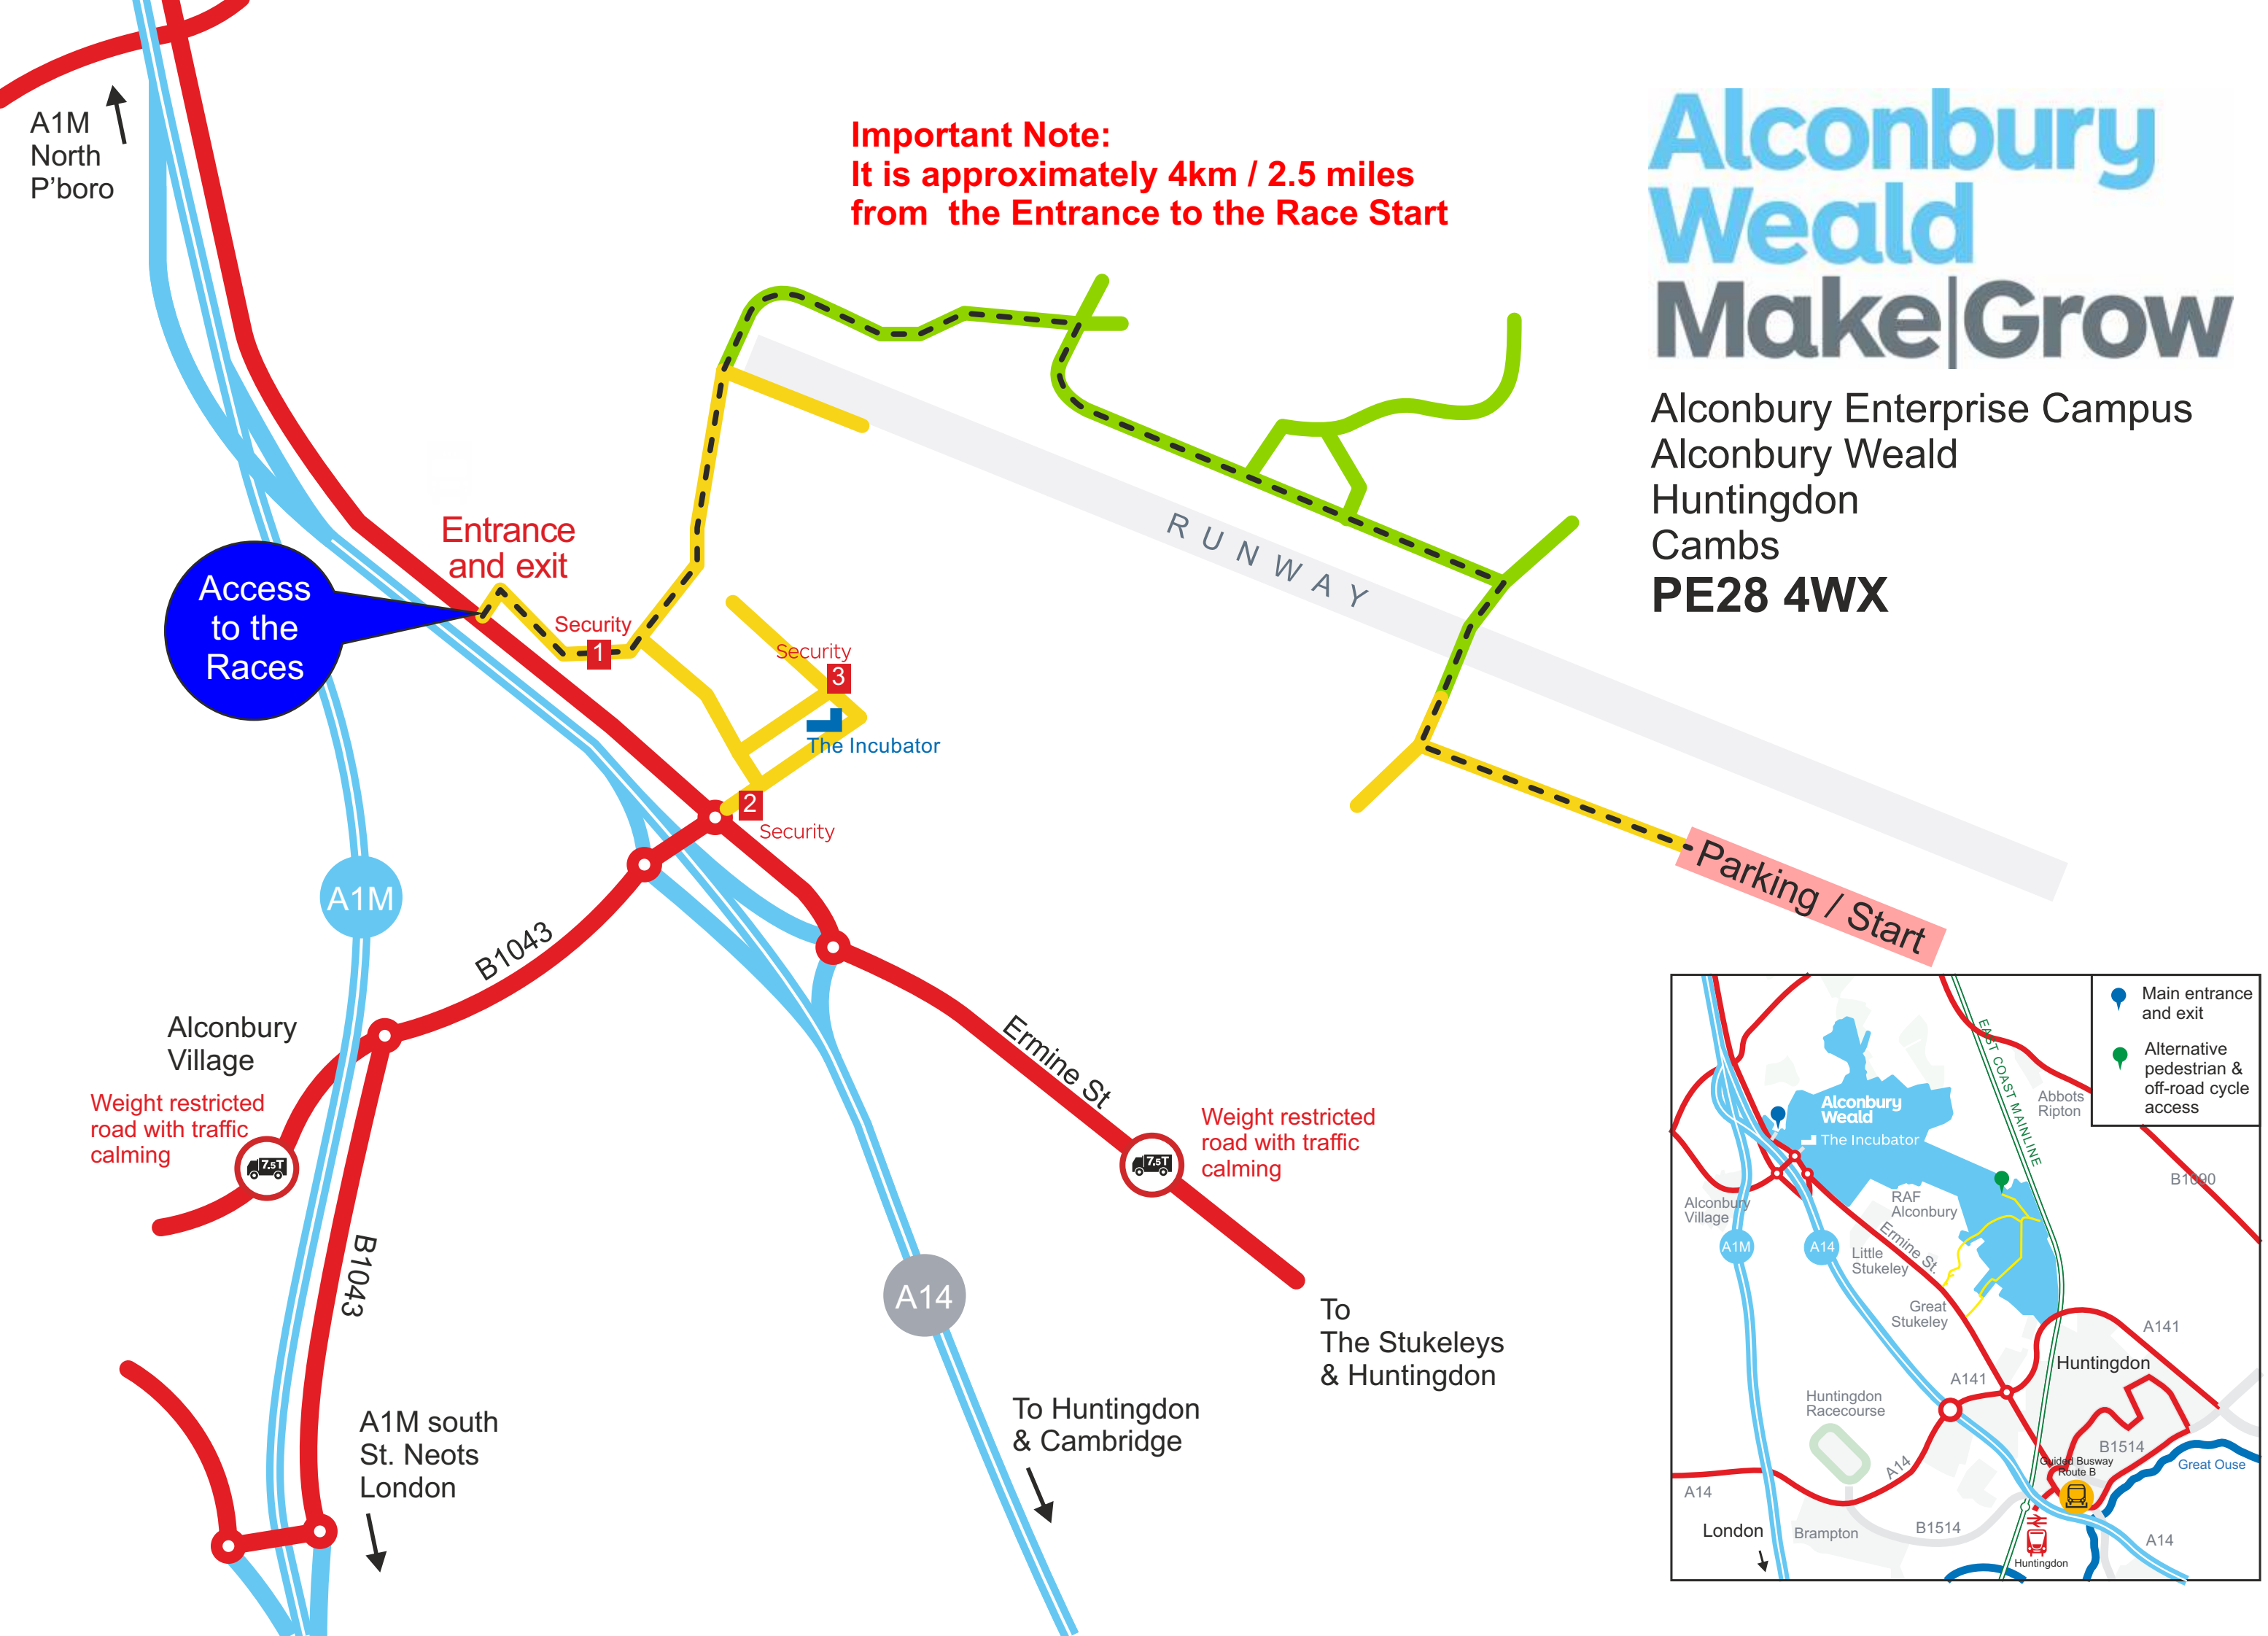 A1M
North
P'boro
Important Note:
It is approximately 4km / 2.5 miles
from  the Entrance to the Race Start
Alconbury
Weald
Make|Grow
Alconbury Enterprise Campus
Alconbury Weald
Huntingdon
Cambs
PE28 4WX
Entrance
and exit
Access
to the
Races
Security
1
RUNWAY
Security
3
The Incubator
2
Security
Parking / Start
A1M
B1043
Alconbury
Village
Weight restricted
road with traffic
calming
7.5T
Ermine St
Weight restricted
road with traffic
calming
7.5T
B1043
A14
To
The Stukeleys
& Huntingdon
To Huntingdon
& Cambridge
A1M south
St. Neots
London
Main entrance
and exit
Alternative
pedestrian &
off-road cycle
access
EAST COAST MAINLINE
Abbots
Ripton
Alconbury
Weald
The Incubator
B1090
Alconbury
Village
RAF
Alconbury
A1M
A14
Ermine St.
Little
Stukeley
Great
Stukeley
A141
Huntingdon
A141
Huntingdon
Racecourse
B1514
Guided Busway
Route B
Great Ouse
A14
A14
London
Brampton
B1514
A14
Huntingdon